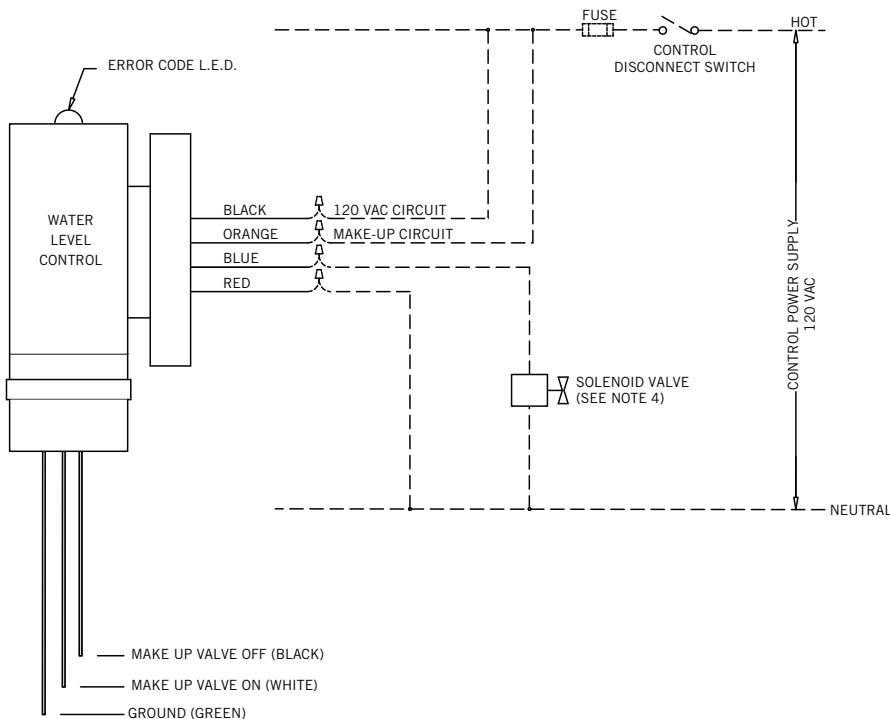 FUSE
HOT
CONTROL
DISCONNECT SWITCH
ERROR CODE L.E.D.
WATER
LEVEL
CONTROL
BLACK
120 VAC CIRCUIT
ORANGE
MAKE-UP CIRCUIT
BLUE
RED
CONTROL POWER SUPPLY
120 VAC
SOLENOID VALVE
(SEE NOTE 4)
NEUTRAL
MAKE UP VALVE OFF (BLACK)
MAKE UP VALVE ON (WHITE)
GROUND (GREEN)